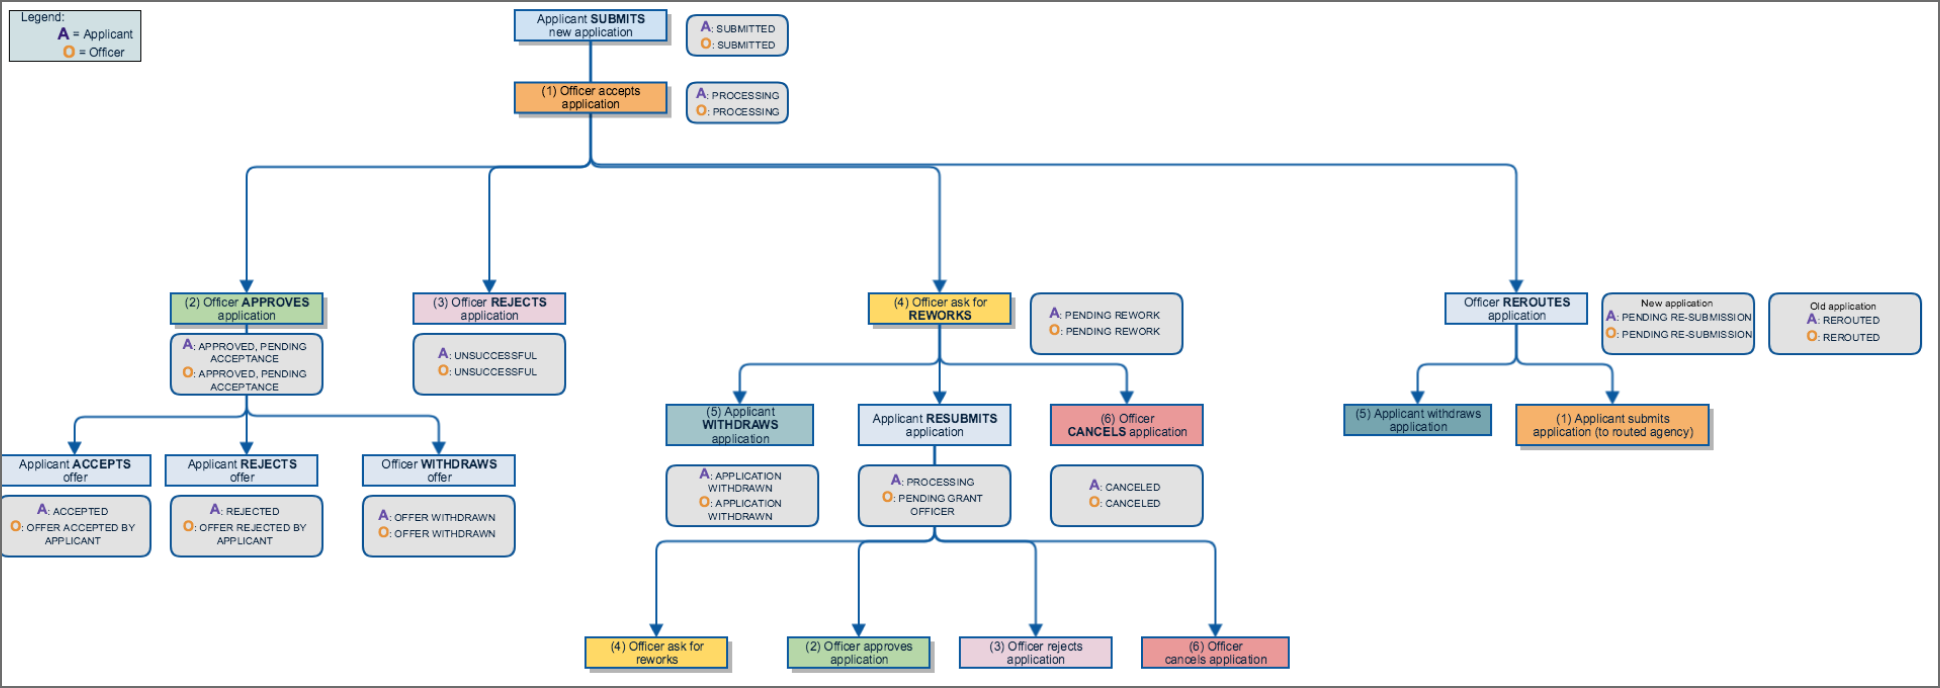 Legend:
A = Applicant
O = Officer
Applicant SUBMITS
new application
A: SUBMITTED
O: SUBMITTED
(1) Officer accepts
application
A: PROCESSING
O: PROCESSING
(2) Officer APPROVES
application
A: APPROVED, PENDING
ACCEPTANCE
O: APPROVED, PENDING
ACCEPTANCE
(3) Officer REJECTS
application
A: UNSUCCESSFUL
O: UNSUCCESSFUL
(4) Officer ask for
REWORKS
A: PENDING REWORK
O: PENDING REWORK
Officer REROUTES
application
New application
A: PENDING RE-SUBMISSION
O: PENDING RE-SUBMISSION
Old application
A: REROUTED
O: REROUTED
Applicant ACCEPTS
offer
A: ACCEPTED
O: OFFER ACCEPTED BY
APPLICANT
Applicant REJECTS
offer
A: REJECTED
O: OFFER REJECTED BY
APPLICANT
Officer WITHDRAWS
offer
A: OFFER WITHDRAWN
O: OFFER WITHDRAWN
(5) Applicant
WITHDRAWS
application
A: APPLICATION
WITHDRAWN
O: APPLICATION
WITHDRAWN
Applicant RESUBMITS
application
A: PROCESSING
O: PENDING GRANT
OFFICER
(6) Officer
CANCELS application
A: CANCELED
O: CANCELED
(5) Applicant withdraws
application
(1) Applicant submits
application (to routed agency)
(4) Officer ask for
reworks
(2) Officer approves
application
(3) Officer rejects
application
(6) Officer
cancels application